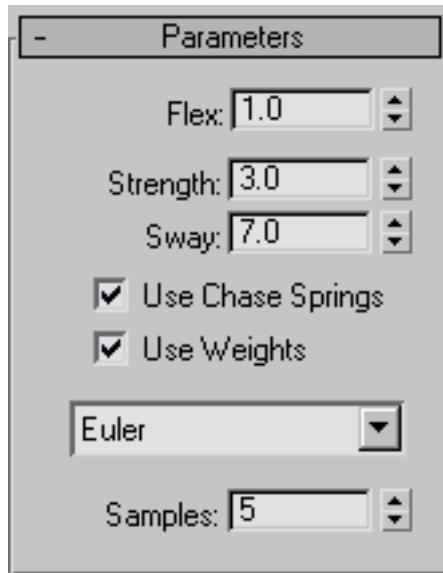 - Parameters
Flex: 1.0
Strength: 3.0
Sway: 7.0
Use Chase Springs
Use Weights
Euler
Samples: 5